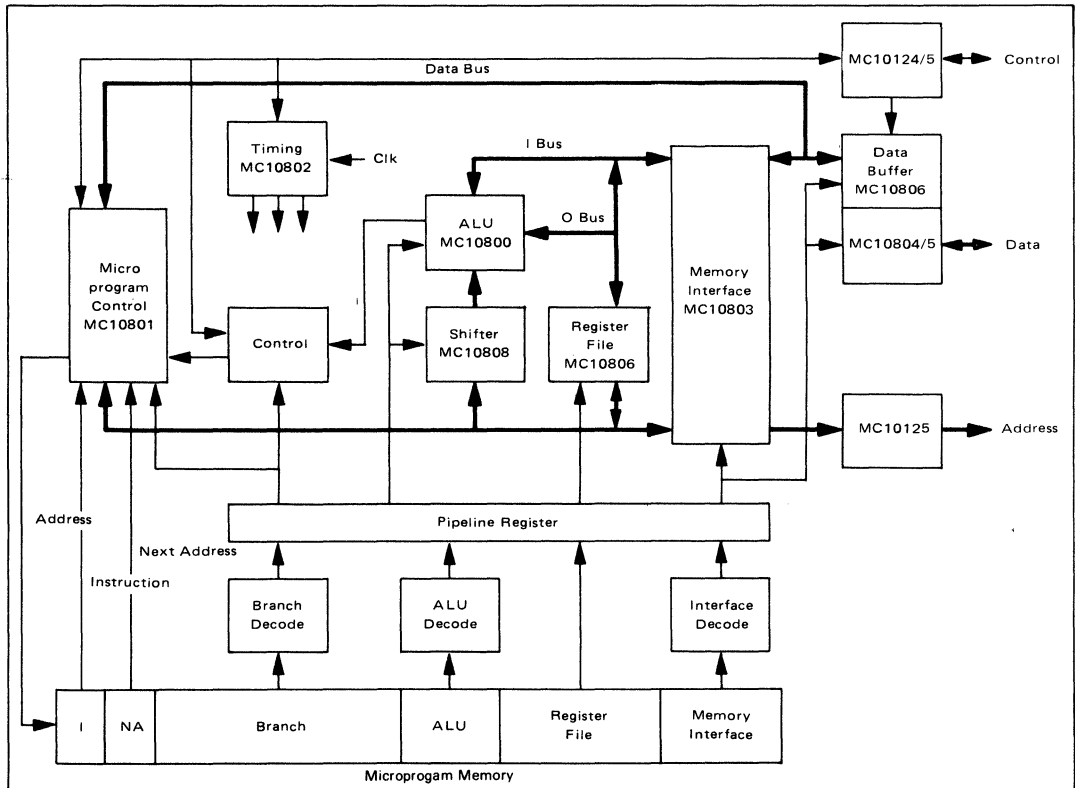 MC10124/5
Control
Data Bus
Timing
MC10802
Clk
I Bus
Data
Buffer
MC10806
ALU
MC10800
O Bus
MC10804/5
Data
Micro
program
Control
MC10801
Memory
Interface
MC10803
Control
Shifter
MC10808
Register
File
MC10806
MC10125
Address
Address
Pipeline Register
Next Address
Instruction
Branch
Decode
ALU
Decode
Interface
Decode
I
NA
Branch
ALU
Register
File
Memory
Interface
Microprogam Memory